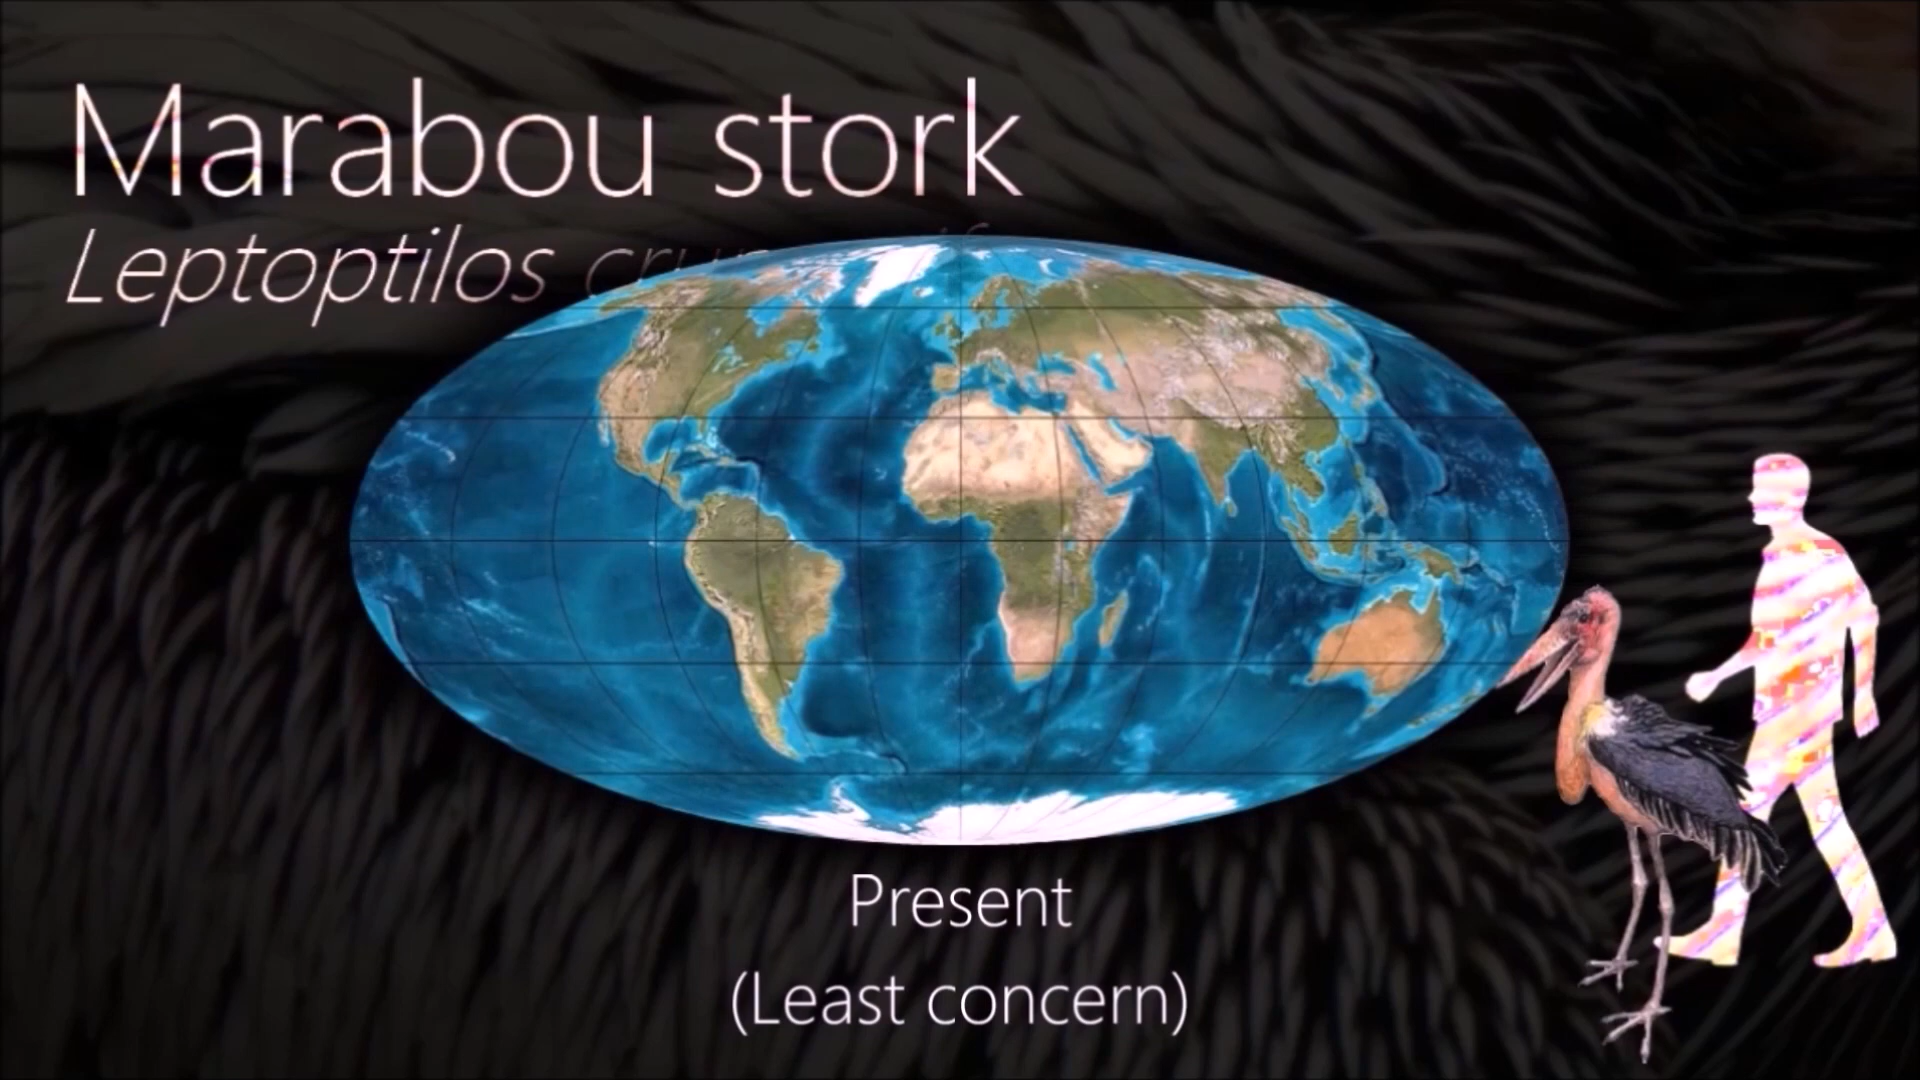 Marabou stork
Leptoptilos
Present
(Least concern)